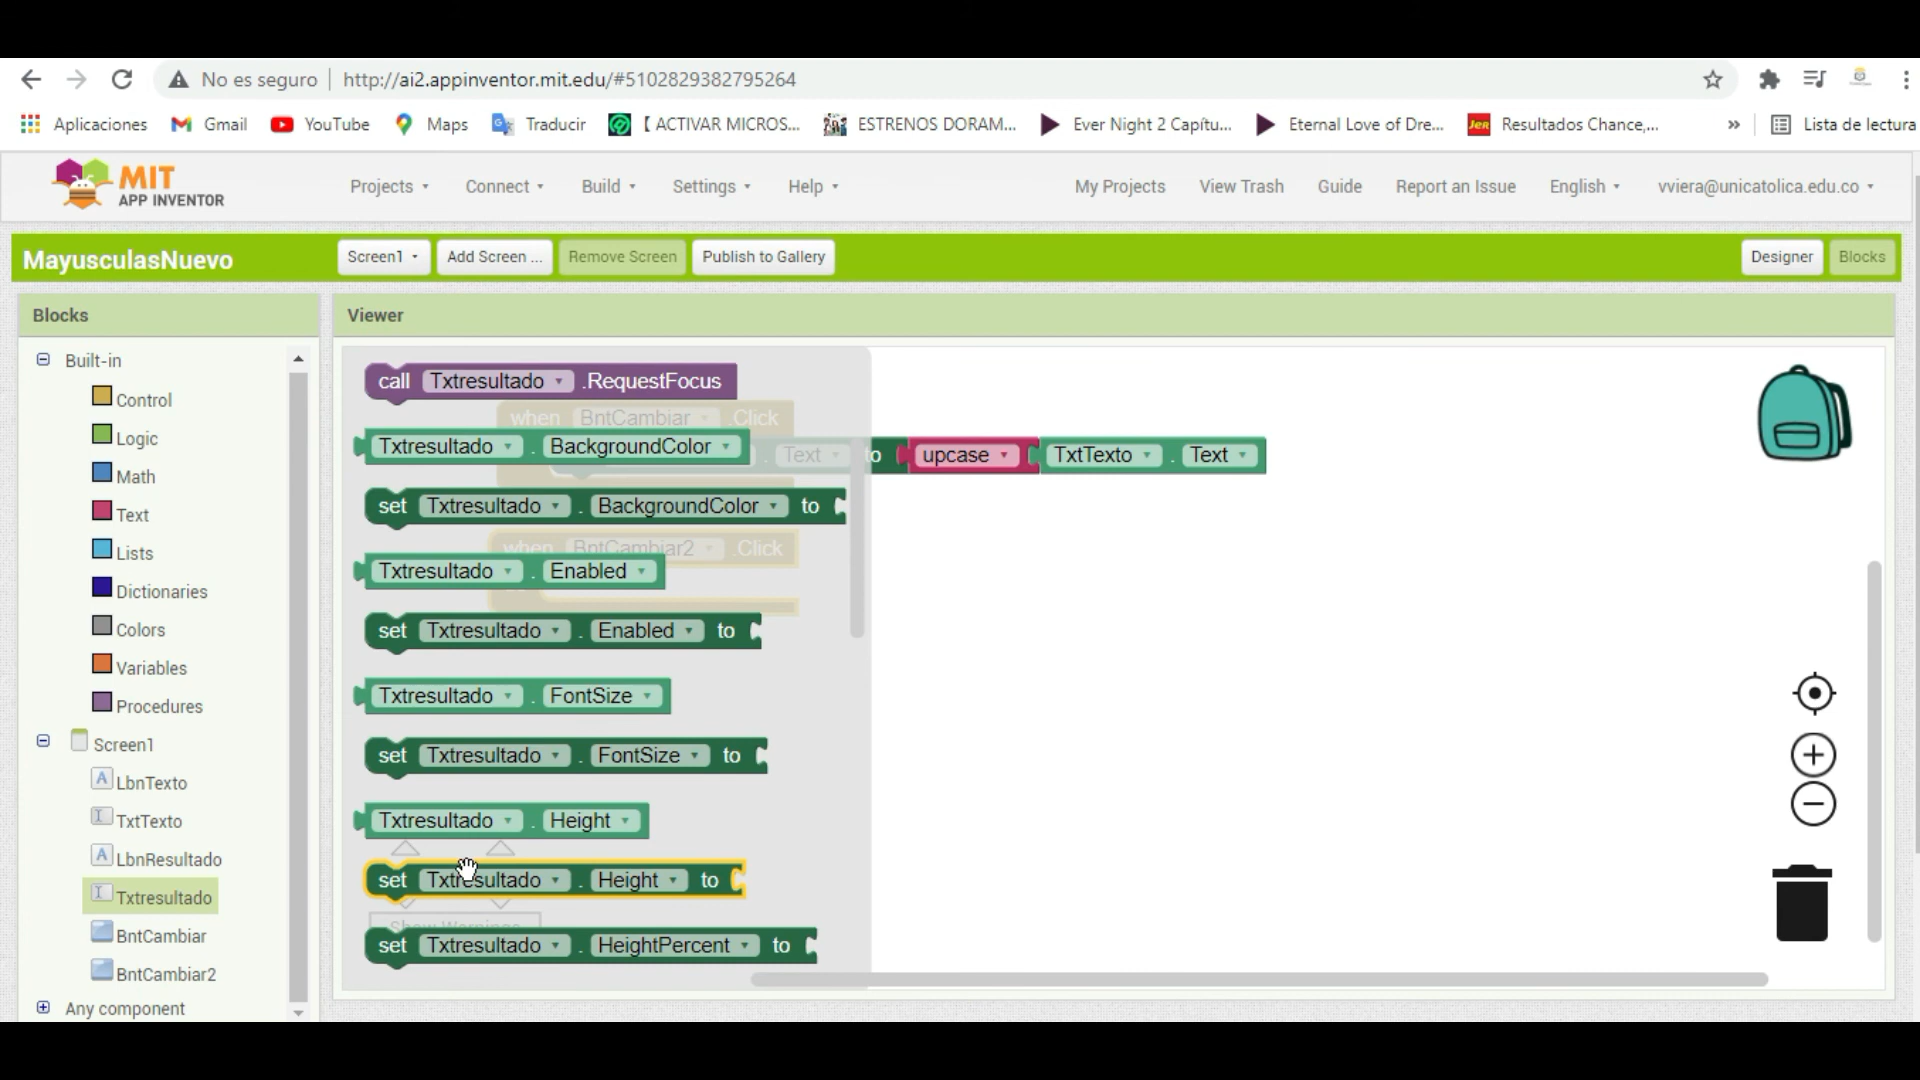 No es seguro http://ai2.appinventor.mit.edu/#5102829382795264
Aplicaciones Gmail YouTube Maps Traducir 【 ACTIVAR MICROS... ESTRENOS DORAM... Ever Night 2 Capítu... Eternal Love of Dre... Resultados Chance,... » Lista de lectura
MIT
APP INVENTOR
Projects Connect Build Settings Help My Projects View Trash Guide Report an Issue English vviera@unicatolica.edu.co
MayusculasNuevo Screen1 Add Screen ... Remove Screen Publish to Gallery Designer Blocks
Blocks
Built-in
Control
Logic
Math
Text
Lists
Dictionaries
Colors
Variables
Procedures
Screen1
LbnTexto
TxtTexto
LbnResultado
Txtresultado
BntCambiar
BntCambiar2
Any component
Viewer
call Txtresultado .RequestFocus
when BntCambiar .Click
Txtresultado . BackgroundColor
. Text to upcase TxtTexto . Text
set Txtresultado . BackgroundColor to
when BntCambiar2 .Click
Txtresultado . Enabled
set Txtresultado . Enabled to
Txtresultado . FontSize
set Txtresultado . FontSize to
Txtresultado . Height
set Txtresultado . Height to
Show Warnings
set Txtresultado . HeightPercent to